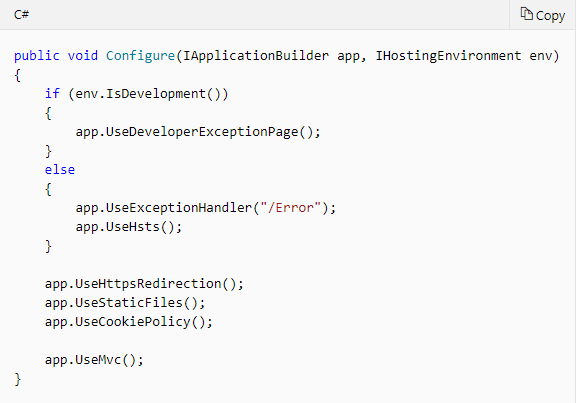 C#
Copy
public void Configure(IApplicationBuilder app, IHostingEnvironment env)
{
    if (env.IsDevelopment())
    {
        app.UseDeveloperExceptionPage();
    }
    else
    {
        app.UseExceptionHandler("/Error");
        app.UseHsts();
    }

    app.UseHttpsRedirection();
    app.UseStaticFiles();
    app.UseCookiePolicy();

    app.UseMvc();
}